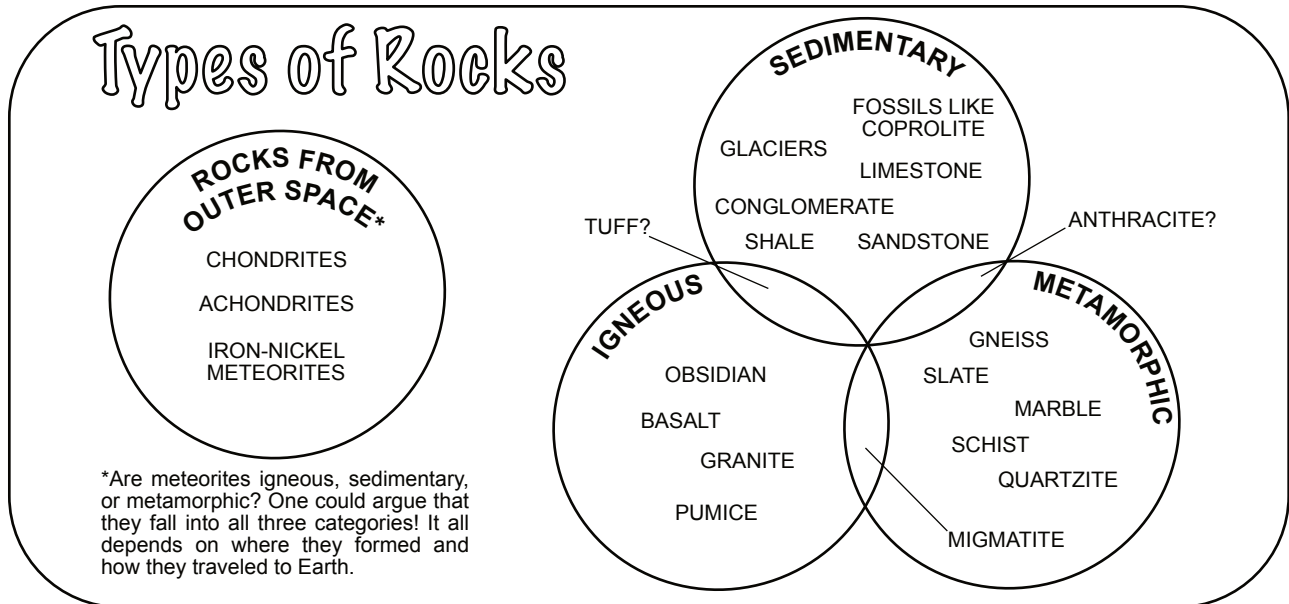 Types of Rocks
ROCKS FROM
OUTER SPACE*
CHONDRITES
ACHONDRITES
IRON-NICKEL
METEORITES
*Are meteorites igneous, sedimentary,
or metamorphic? One could argue that
they fall into all three categories! It all
depends on where they formed and
how they traveled to Earth.
SEDIMENTARY
FOSSILS LIKE
COPROLITE
GLACIERS
LIMESTONE
CONGLOMERATE
SHALE
SANDSTONE
TUFF?
ANTHRACITE?
IGNEOUS
OBSIDIAN
BASALT
GRANITE
PUMICE
METAMORPHIC
GNEISS
SLATE
MARBLE
SCHIST
QUARTZITE
MIGMATITE